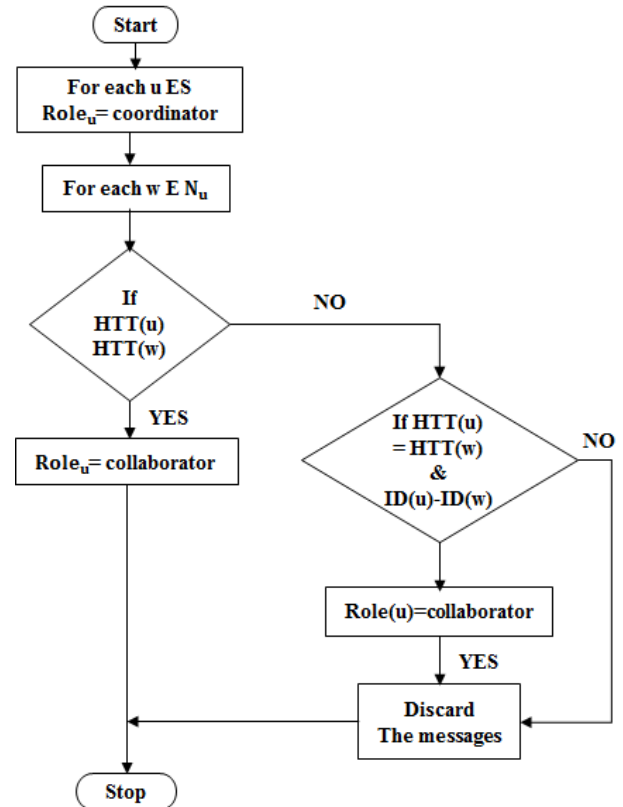 Start
For each u ES
Roleᵤ= coordinator
For each w E Nᵤ
If
HTT(u)
HTT(w)
NO
YES
Roleᵤ= collaborator
If HTT(u)
= HTT(w)
&
ID(u)-ID(w)
NO
Role(u)=collaborator
YES
Discard
The messages
Stop